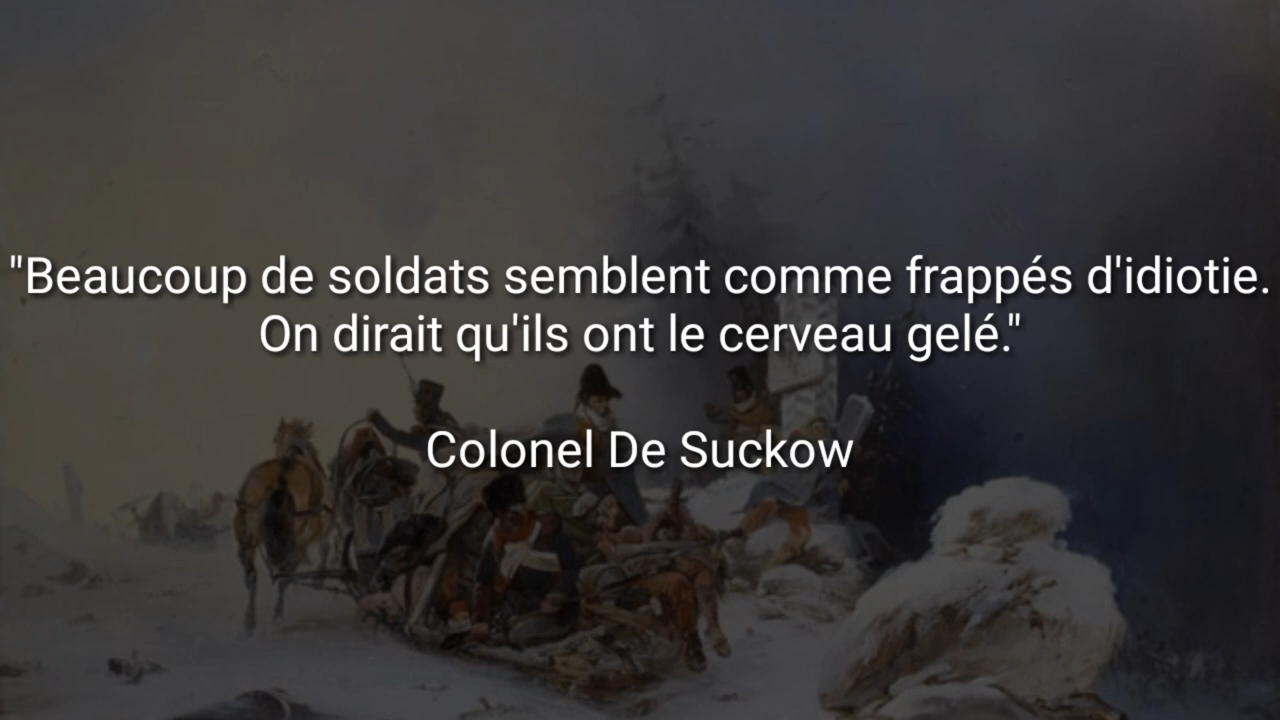 "Beaucoup de soldats semblent comme frappés d'idiotie.
On dirait qu'ils ont le cerveau gelé."
Colonel De Suckow